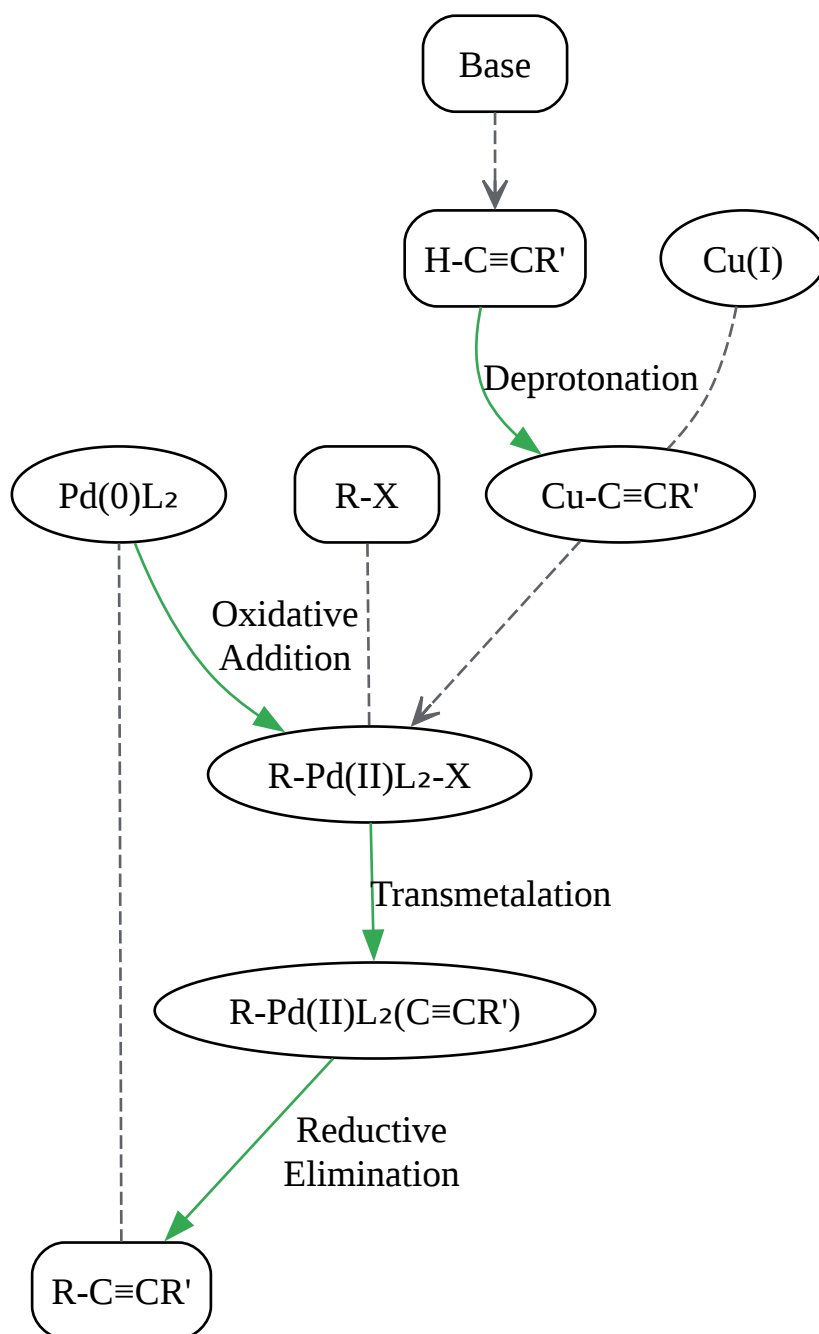 Base
H-C≡CR'
Cu(I)
Deprotonation
Pd(0)L₂
R-X
Cu-C≡CR'
Oxidative
Addition
R-Pd(II)L₂-X
Transmetalation
R-Pd(II)L₂(C≡CR')
Reductive
Elimination
R-C≡CR'